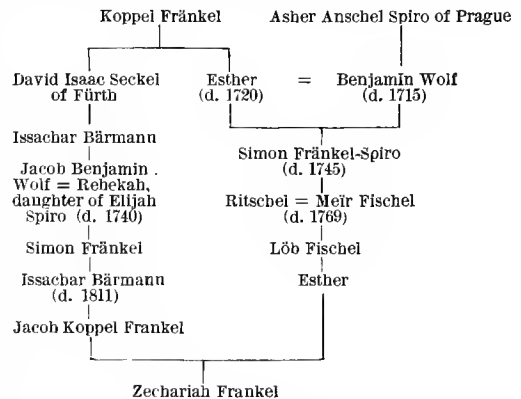 Koppel Fränkel
Asher Anschel Spiro of Prague
David Isaac Seckel
of Fürth
Esther
(d. 1720)
=
Benjamin Wolf
(d. 1715)
Issachar Bärmann
Simon Fränkel-Spiro
(d. 1745)
Jacob Benjamin
Wolf = Rebekah,
daughter of Elijah
Spiro (d. 1740)
Ritschel = Meïr Fischel
(d. 1769)
Simon Fränkel
Löb Fischel
Issachar Bärmann
(d. 1811)
Esther
Jacob Koppel Frankel
Zechariah Frankel